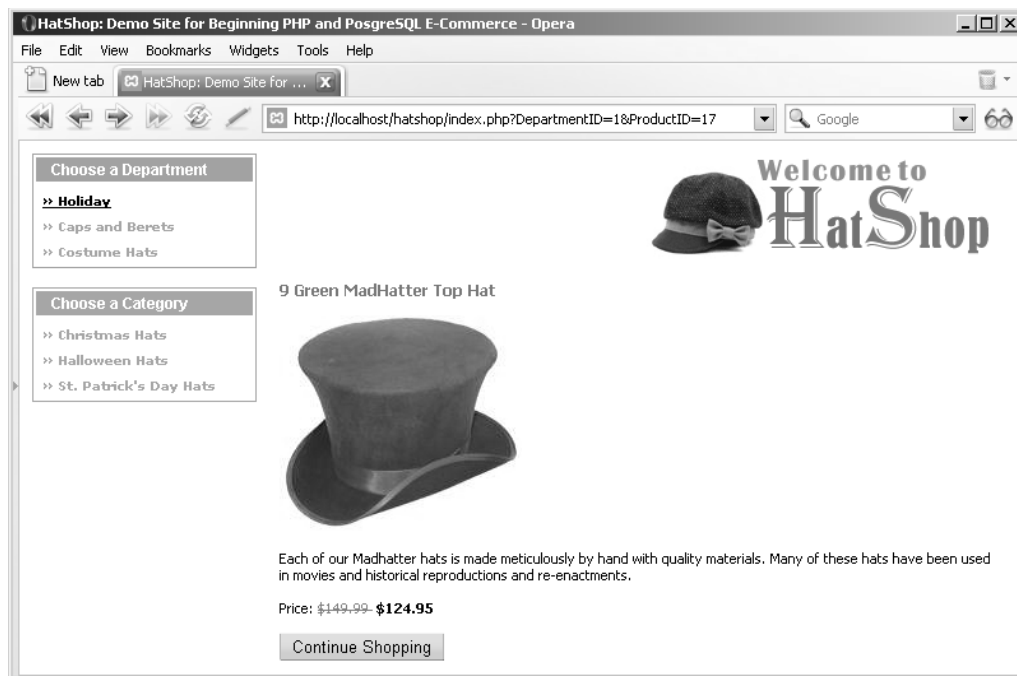 HatShop: Demo Site for Beginning PHP and PosgreSQL E-Commerce - Opera
File Edit View Bookmarks Widgets Tools Help
New tab HatShop: Demo Site for ...
http://localhost/hatshop/index.php?DepartmentID=1&ProductID=17 Google
Choose a Department
» Holiday
» Caps and Berets
» Costume Hats
Choose a Category
» Christmas Hats
» Halloween Hats
» St. Patrick's Day Hats
Welcome to
HatShop
9 Green MadHatter Top Hat
Each of our Madhatter hats is made meticulously by hand with quality materials. Many of these hats have been used
in movies and historical reproductions and re-enactments.
Price: $149.99 $124.95
Continue Shopping